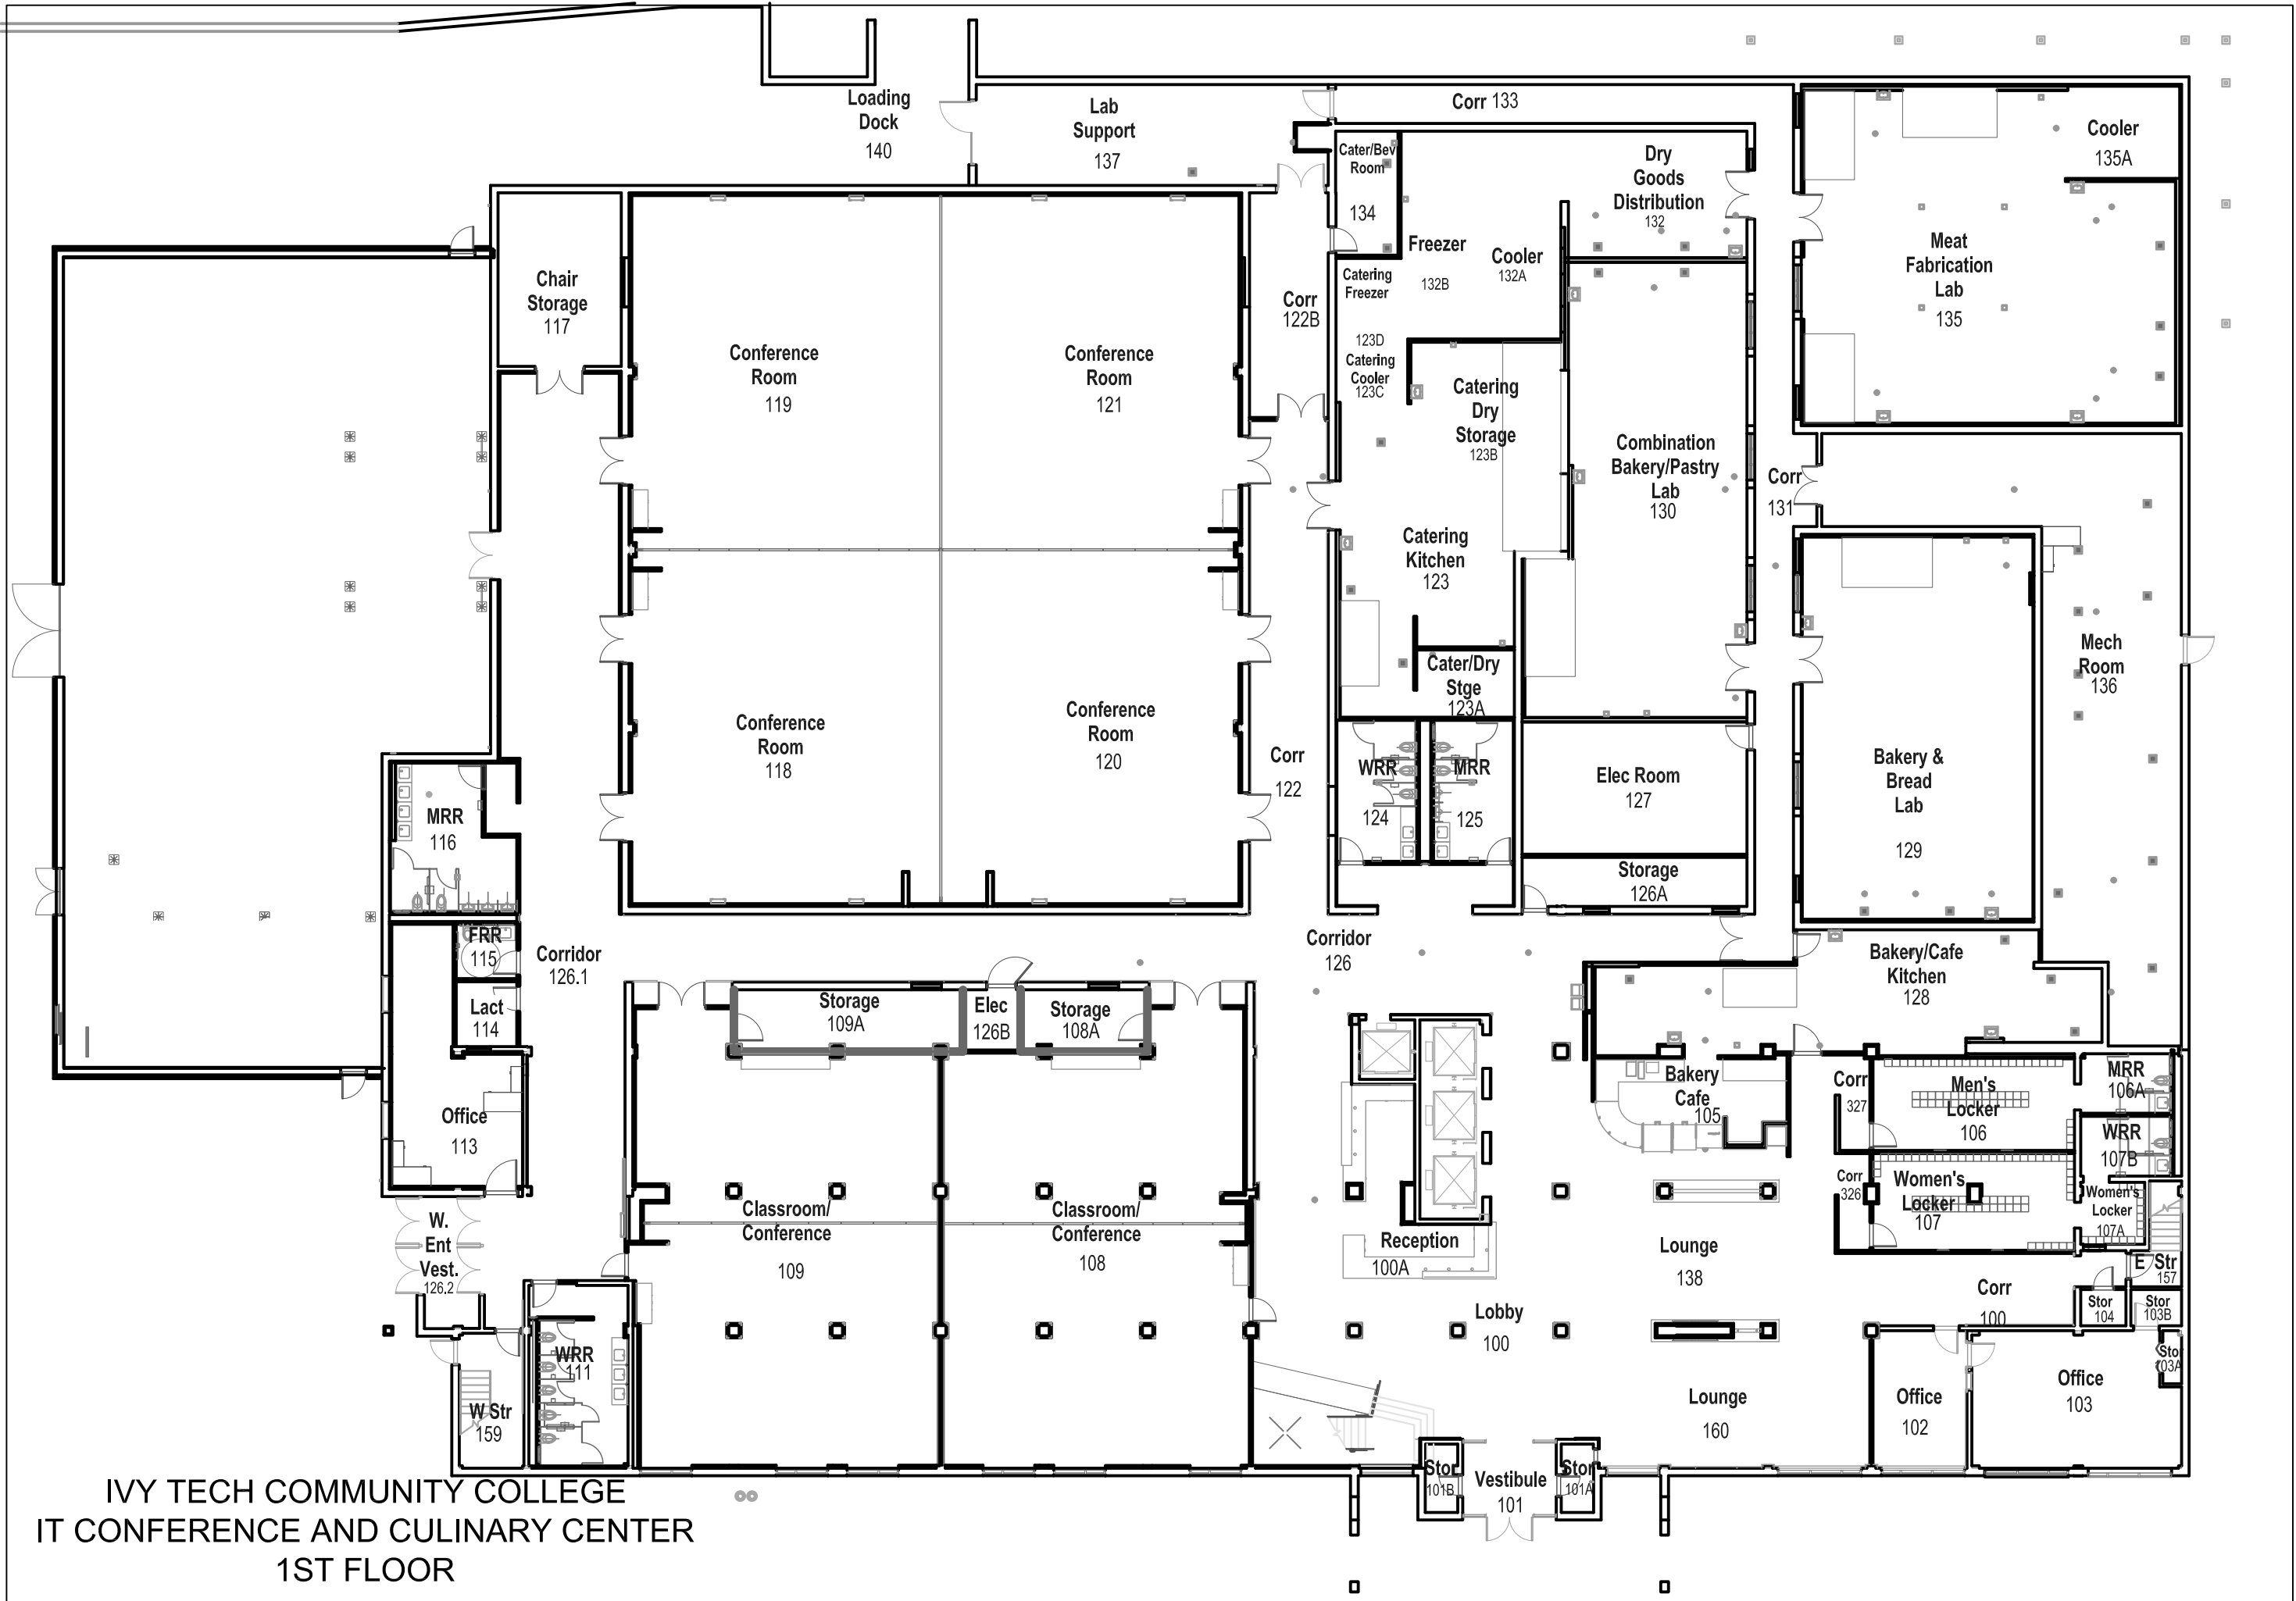 Loading
Dock
140
Lab
Support
137
Corr 133
Cooler
135A
Cater/Bev
Room
134
Dry
Goods
Distribution
132
Freezer
132B
Cooler
132A
Meat
Fabrication
Lab
135
Chair
Storage
117
Corr
122B
Catering
Freezer
123D
Catering
Cooler
123C
Conference
Room
119
Conference
Room
121
Catering
Dry
Storage
123B
Combination
Bakery/Pastry
Lab
130
Corr
131
Catering
Kitchen
123
Mech
Room
136
Cater/Dry
Stge
123A
Conference
Room
118
Conference
Room
120
Corr
122
WRR
124
MRR
125
Elec Room
127
Bakery &
Bread
Lab
129
MRR
116
Storage
126A
FRR
115
Corridor
126.1
Corridor
126
Bakery/Cafe
Kitchen
128
Lact
114
Storage
109A
Elec
126B
Storage
108A
Office
113
Bakery
Cafe
105
Corr
327
Men's
Locker
106
MRR
106A
WRR
107B
Corr
326
Women's
Locker
107
Women's
Locker
107A
W.
Ent
Vest.
126.2
Classroom/
Conference
109
Classroom/
Conference
108
Reception
100A
Lounge
138
E Str
157
Corr
100
Stor
104
Stor
103B
Lobby
100
WRR
111
W Str
159
Stor
103A
Office
102
Office
103
Lounge
160
Stor
101B
Vestibule
101
Stor
101A
IVY TECH COMMUNITY COLLEGE
IT CONFERENCE AND CULINARY CENTER
1ST FLOOR